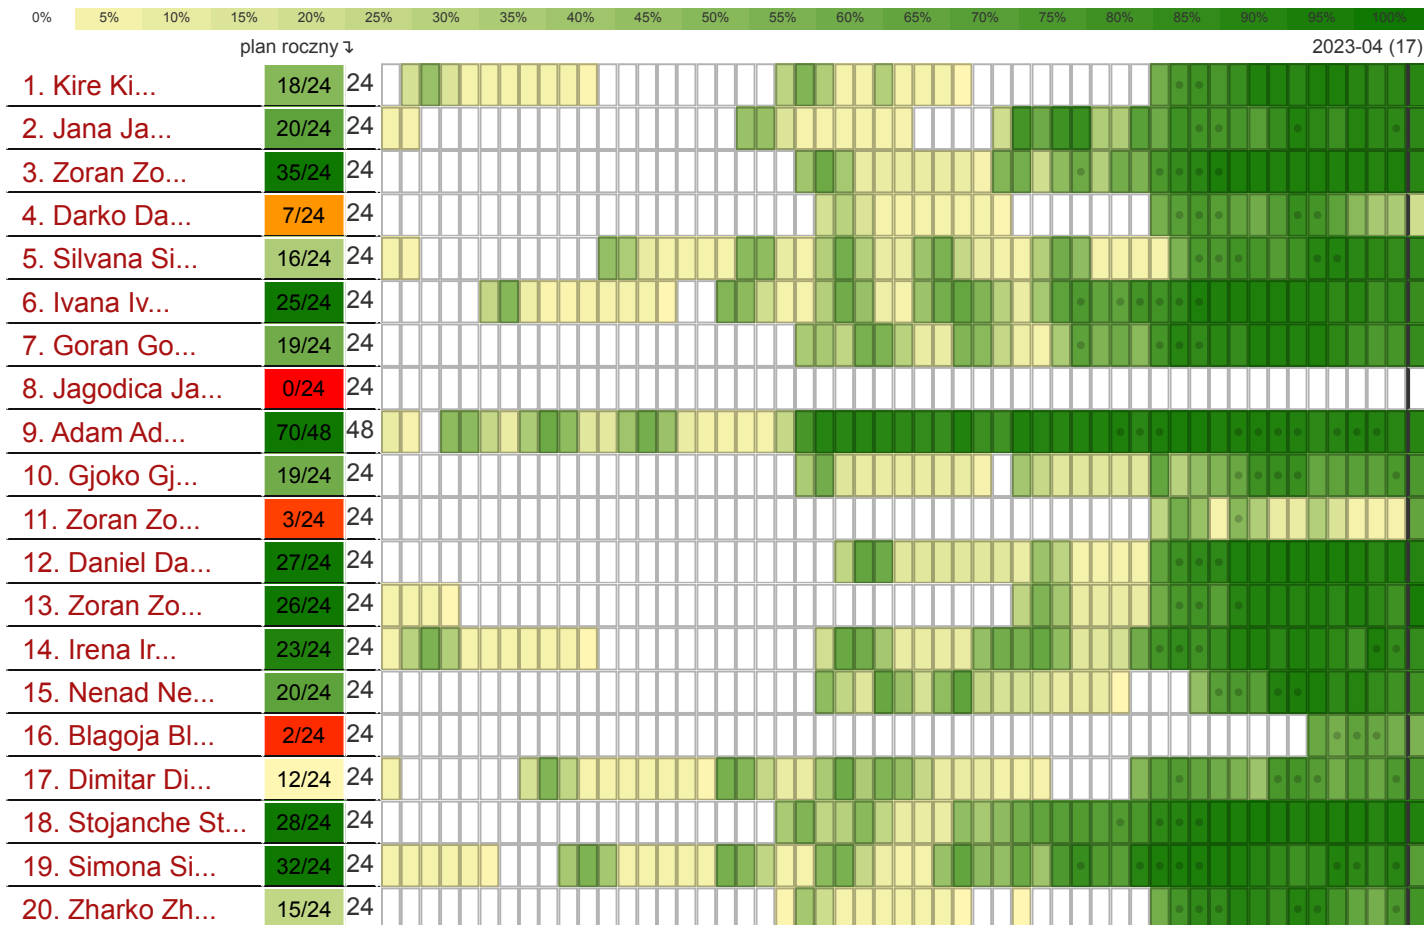 0% 5% 10% 15% 20% 25% 30% 35% 40% 45% 50% 55% 60% 65% 70% 75% 80% 85% 90% 95% 100%
plan roczny ↴ 2023-04 (17)
1. Kire Ki... 18/24 24
2. Jana Ja... 20/24 24
3. Zoran Zo... 35/24 24
4. Darko Da... 7/24 24
5. Silvana Si... 16/24 24
6. Ivana Iv... 25/24 24
7. Goran Go... 19/24 24
8. Jagodica Ja... 0/24 24
9. Adam Ad... 70/48 48
10. Gjoko Gj... 19/24 24
11. Zoran Zo... 3/24 24
12. Daniel Da... 27/24 24
13. Zoran Zo... 26/24 24
14. Irena Ir... 23/24 24
15. Nenad Ne... 20/24 24
16. Blagoja Bl... 2/24 24
17. Dimitar Di... 12/24 24
18. Stojanche St... 28/24 24
19. Simona Si... 32/24 24
20. Zharko Zh... 15/24 24